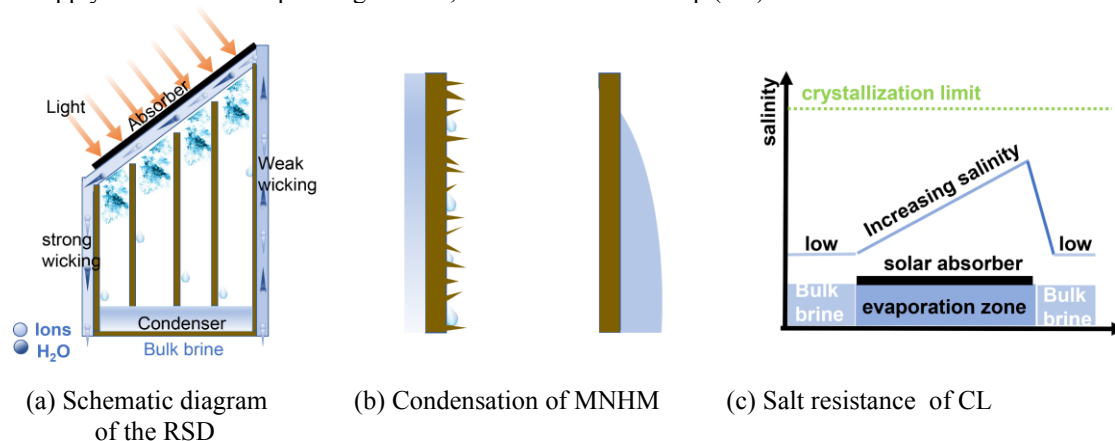 Light
Absorber
Weak
wicking
strong
wicking
Condenser
Ions
H₂O
Bulk brine
salinity
crystallization limit
Increasing salinity
low
low
solar absorber
Bulk
brine
evaporation zone
Bulk
brine
(a) Schematic diagram
of the RSD
(b) Condensation of MNHM
(c) Salt resistance of CL